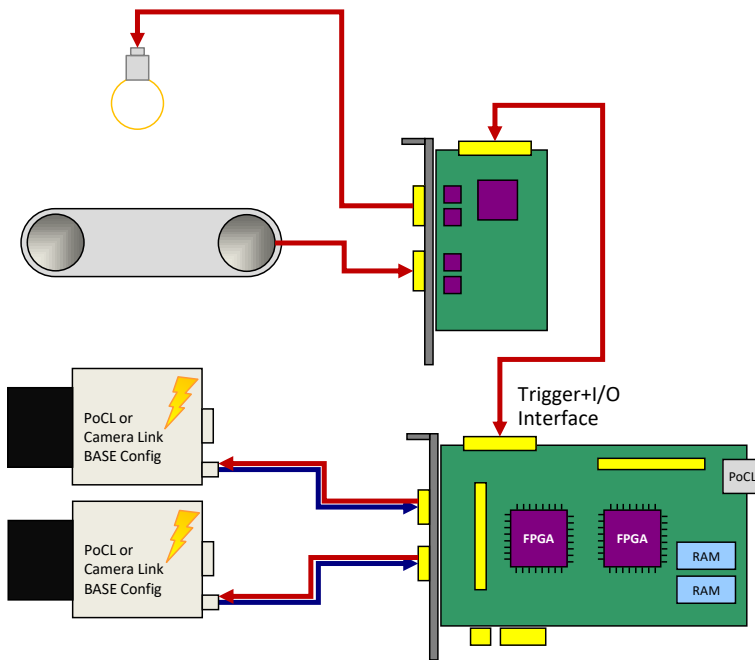 Trigger+I/O
Interface
PoCL or
Camera Link
BASE Config
PoCL
FPGA
FPGA
RAM
RAM
PoCL or
Camera Link
BASE Config